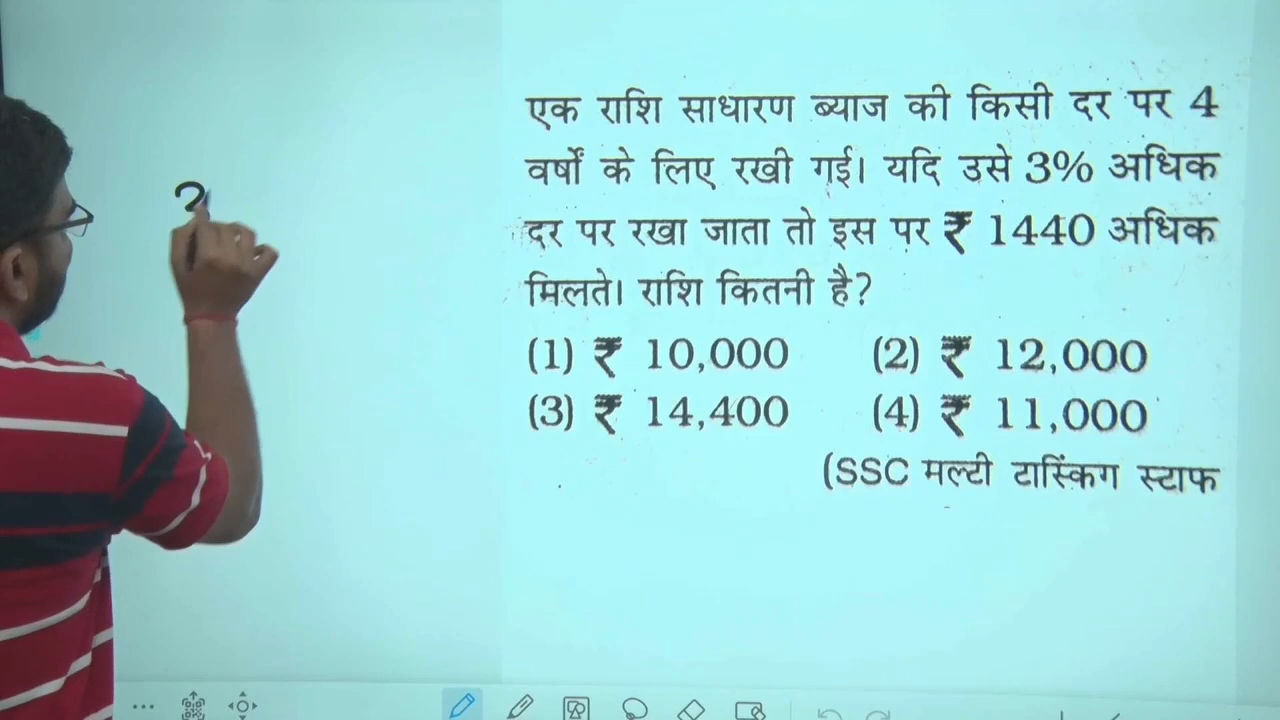 एक राशि साधारण ब्याज की किसी दर पर 4
वर्षों के लिए रखी गई। यदि उसे 3% अधिक
दर पर रखा जाता तो इस पर ₹ 1440 अधिक
मिलते। राशि कितनी है?
(1) ₹ 10,000 (2) ₹ 12,000
(3) ₹ 14,400 (4) ₹ 11,000
(SSC मल्टी टास्किंग स्टाफ